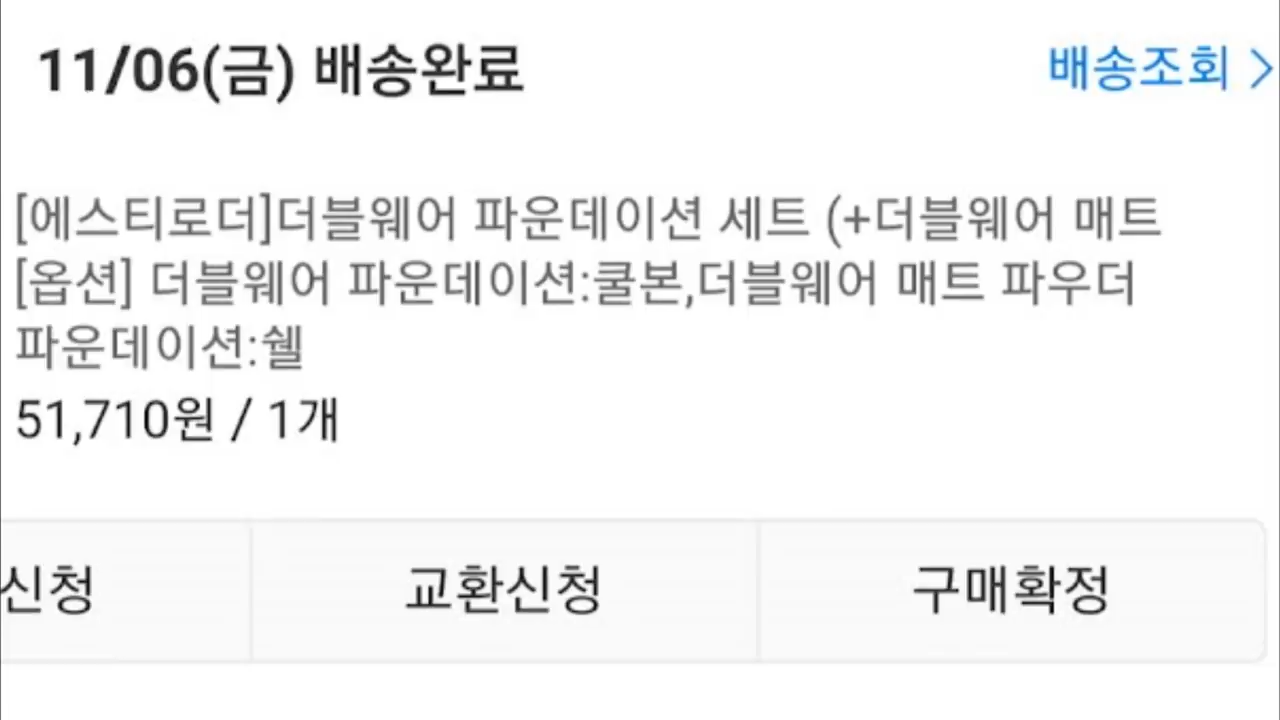 11/06(금) 배송완료
배송조회 >
[에스티로더]더블웨어 파운데이션 세트 (+더블웨어 매트
[옵션] 더블웨어 파운데이션:쿨본,더블웨어 매트 파우더
파운데이션:쉘
51,710원 / 1개
신청
교환신청
구매확정